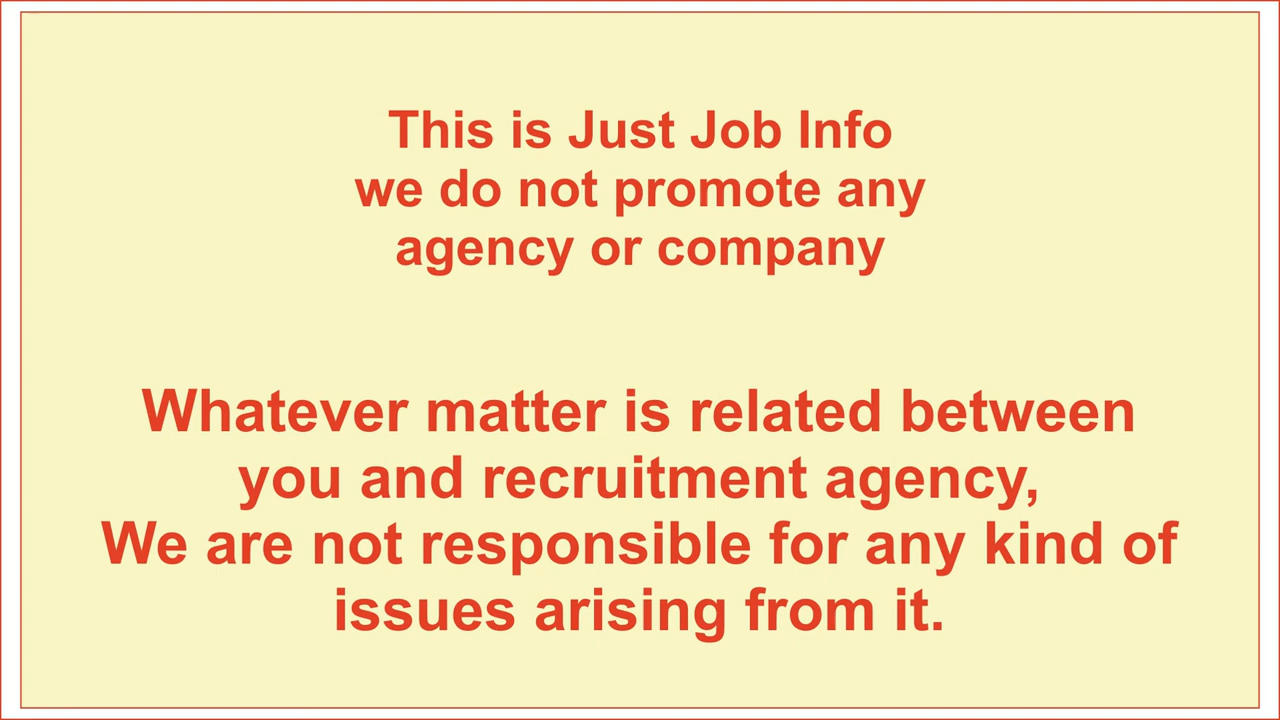 This is Just Job Info
we do not promote any
agency or company
Whatever matter is related between
you and recruitment agency,
We are not responsible for any kind of
issues arising from it.